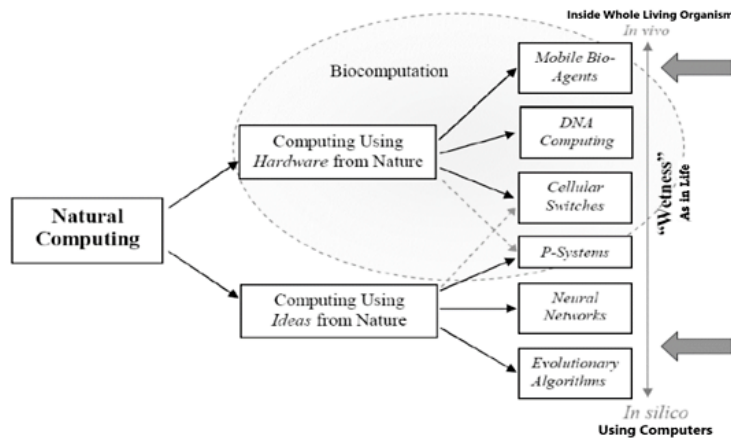 Inside Whole Living Organism
In vivo
Biocomputation
Mobile Bio-
Agents
DNA
Computing
Computing Using
Hardware from Nature
Cellular
Switches
Natural
Computing
P-Systems
Computing Using
Ideas from Nature
Neural
Networks
Evolutionary
Algorithms
"Wetness"
As in Life
In silico
Using Computers